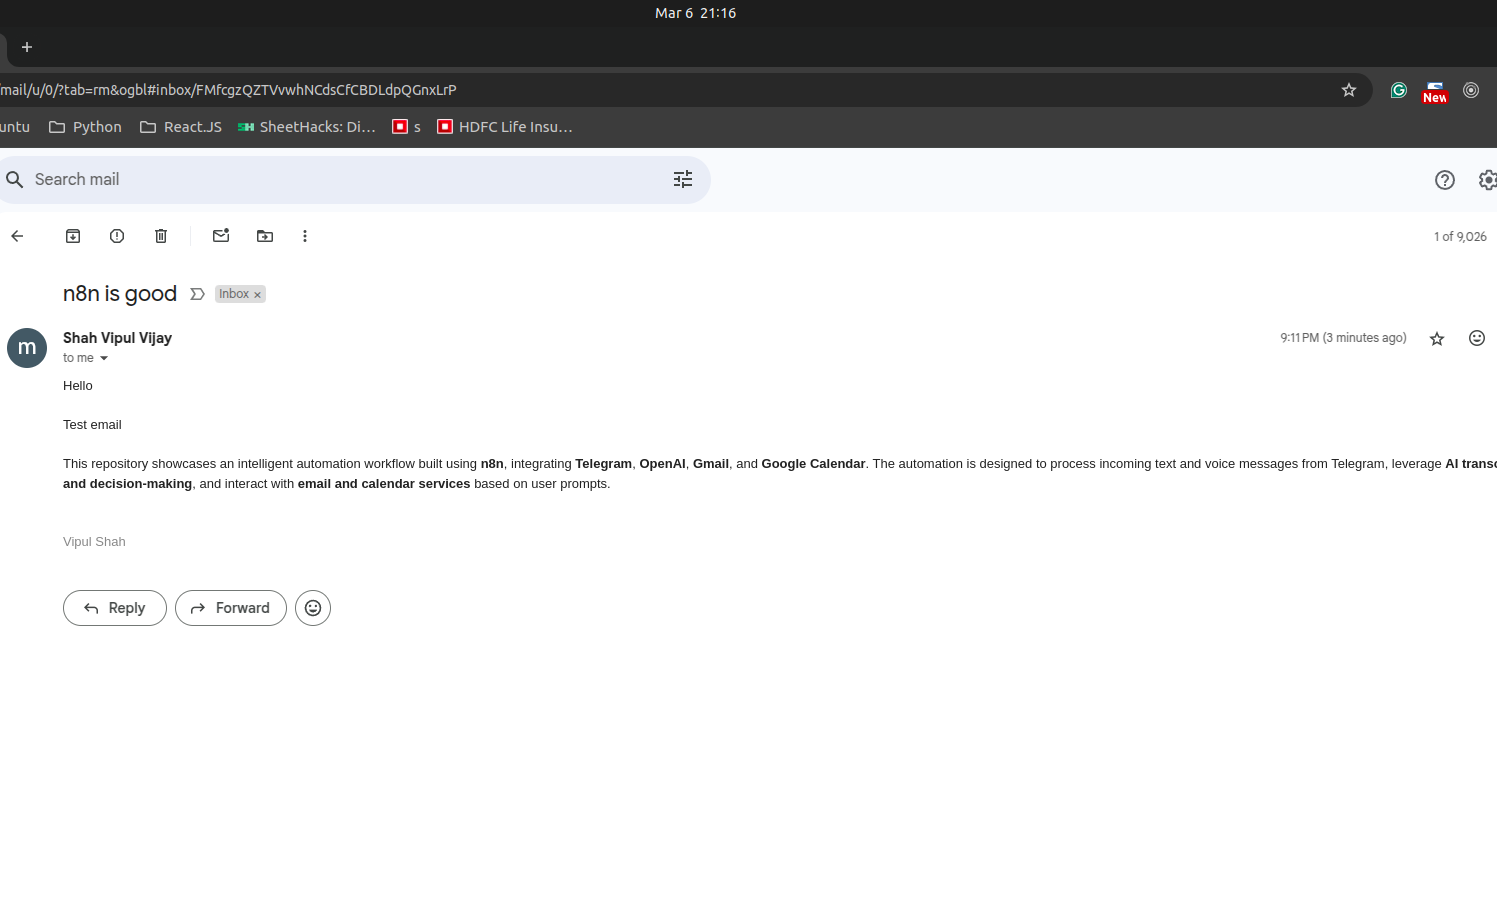 Mar 6 21:16
/mail/u/0/?tab=rm&ogbl#inbox/FMfcgzQZTVvwhNCdsCfCBDLdpQGnxLrP
New
untu Python React.JS SheetHacks: Di… s HDFC Life Insu…
Search mail
1 of 9,026
n8n is good Inbox ×
m
Shah Vipul Vijay 9:11 PM (3 minutes ago)
to me
Hello
Test email
This repository showcases an intelligent automation workflow built using n8n, integrating Telegram, OpenAI, Gmail, and Google Calendar. The automation is designed to process incoming text and voice messages from Telegram, leverage AI transc
and decision-making, and interact with email and calendar services based on user prompts.
Vipul Shah
Reply Forward